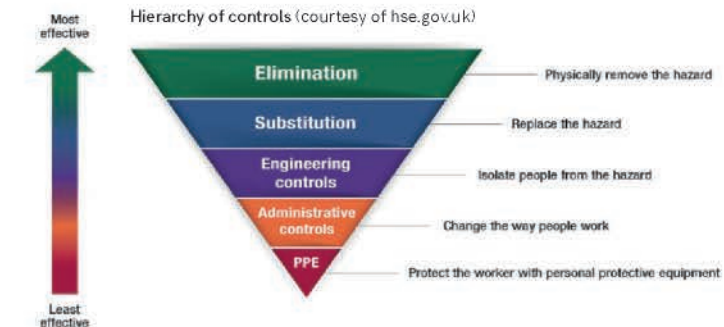 Hierarchy of controls (courtesy of hse.gov.uk)
Most
effective
Elimination
Physically remove the hazard
Substitution
Replace the hazard
Engineering
controls
Isolate people from the hazard
Administrative
controls
Change the way people work
PPE
Protect the worker with personal protective equipment
Least
effective